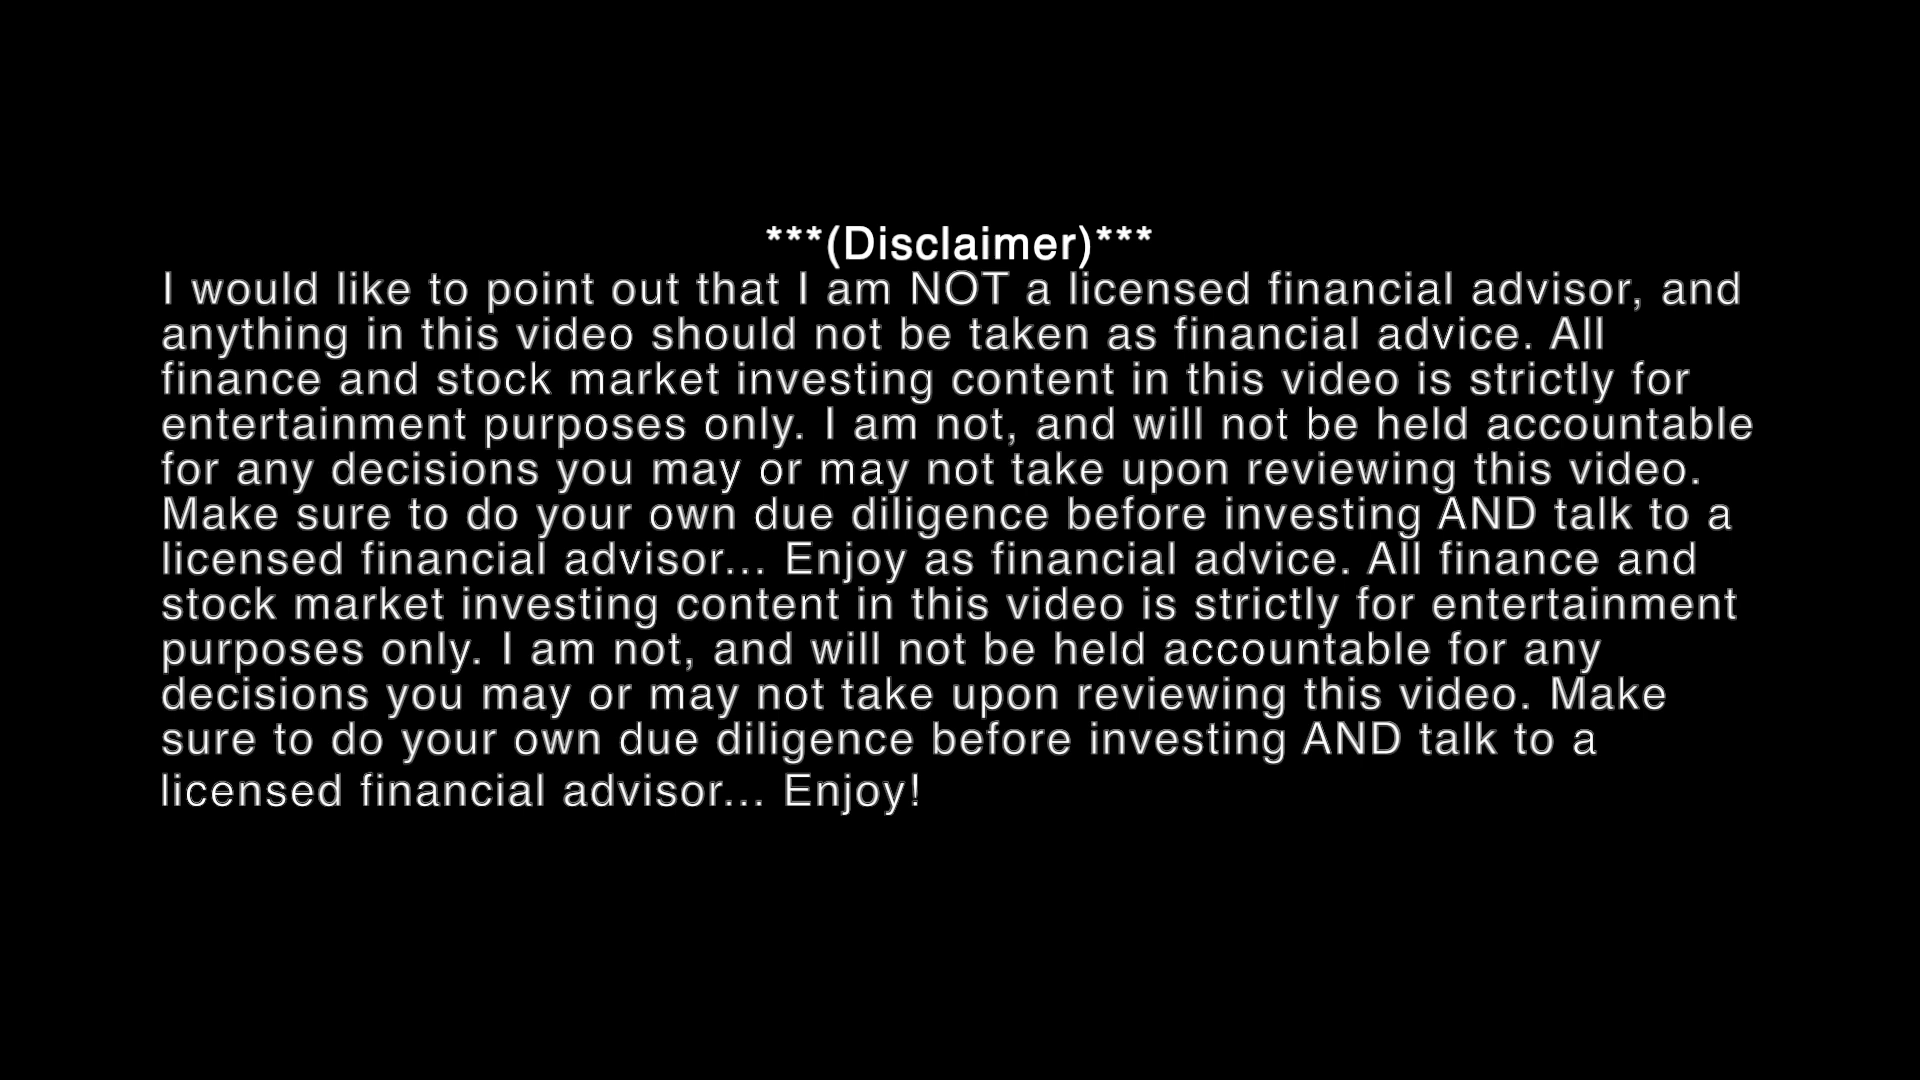 ***(Disclaimer)***
I would like to point out that I am NOT a licensed financial advisor, and
anything in this video should not be taken as financial advice. All
finance and stock market investing content in this video is strictly for
entertainment purposes only. I am not, and will not be held accountable
for any decisions you may or may not take upon reviewing this video.
Make sure to do your own due diligence before investing AND talk to a
licensed financial advisor... Enjoy as financial advice. All finance and
stock market investing content in this video is strictly for entertainment
purposes only. I am not, and will not be held accountable for any
decisions you may or may not take upon reviewing this video. Make
sure to do your own due diligence before investing AND talk to a
licensed financial advisor... Enjoy!